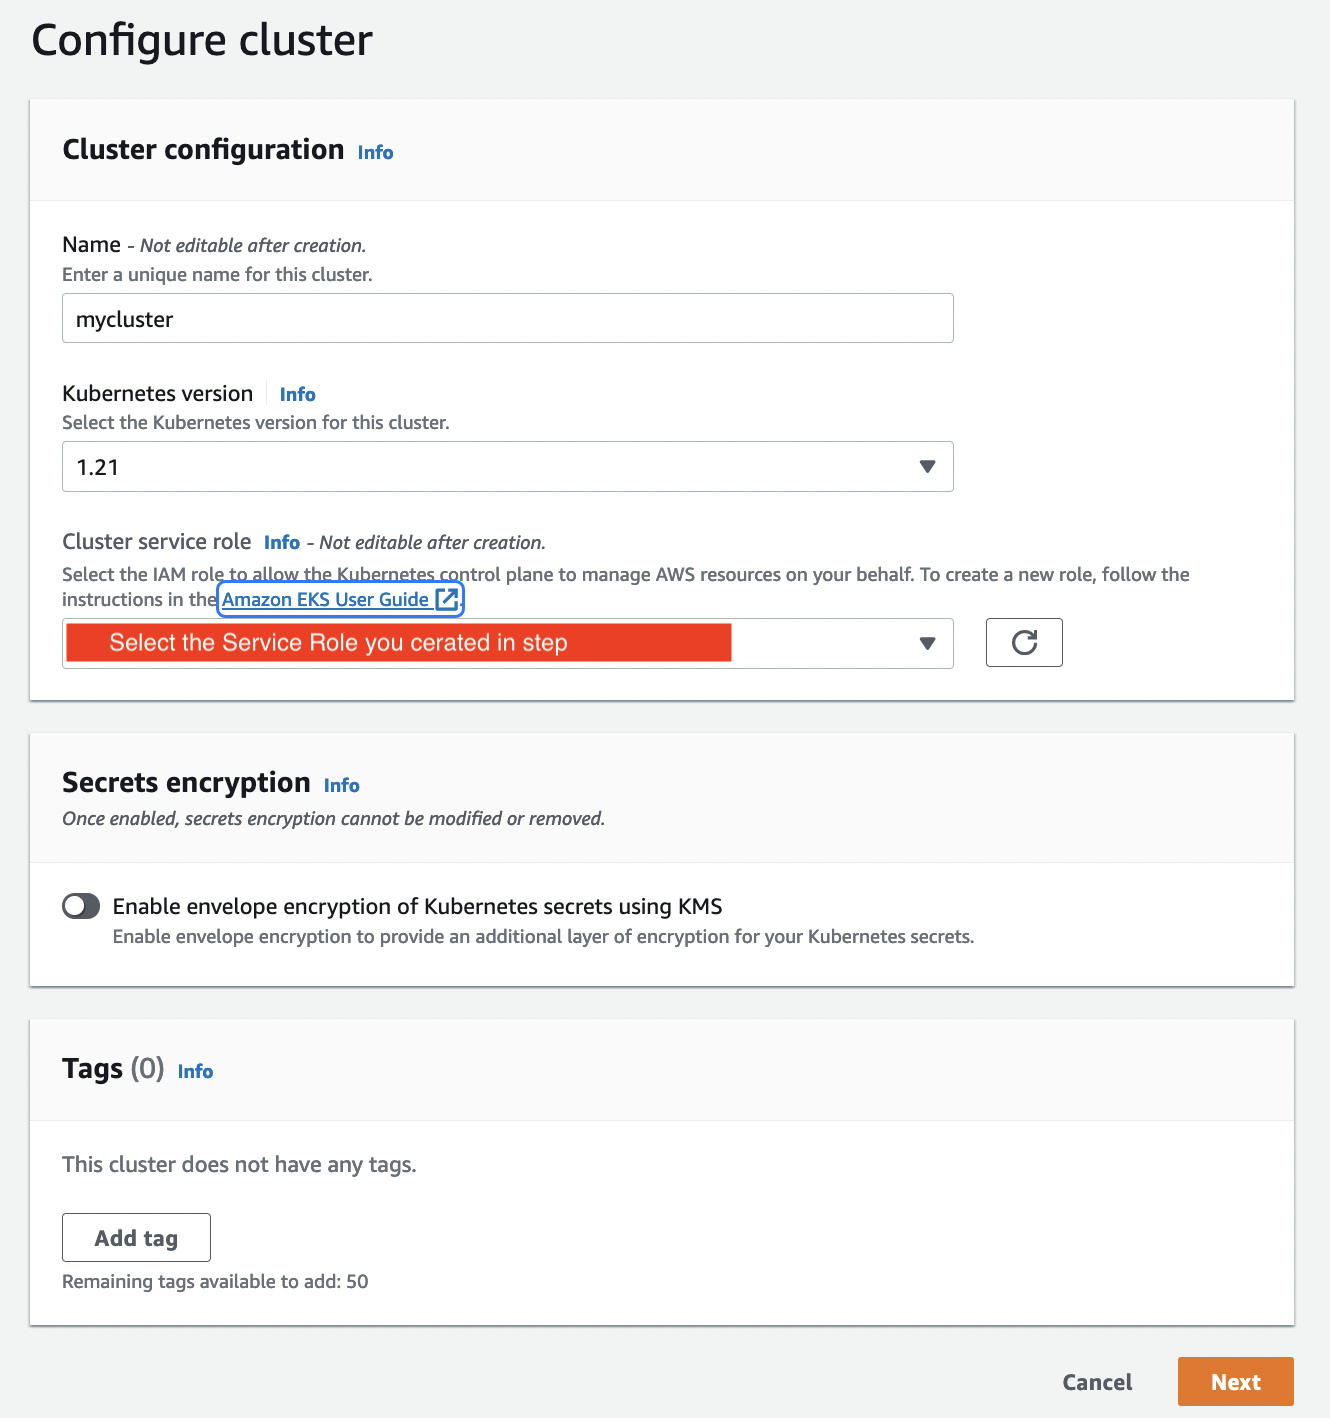 Configure cluster
Cluster configuration Info
Name - Not editable after creation.
Enter a unique name for this cluster.
mycluster
Kubernetes version Info
Select the Kubernetes version for this cluster.
1.21
Cluster service role Info - Not editable after creation.
Select the IAM role to allow the Kubernetes control plane to manage AWS resources on your behalf. To create a new role, follow the
instructions in the Amazon EKS User Guide.
Select the Service Role you cerated in step
Secrets encryption Info
Once enabled, secrets encryption cannot be modified or removed.
Enable envelope encryption of Kubernetes secrets using KMS
Enable envelope encryption to provide an additional layer of encryption for your Kubernetes secrets.
Tags (0) Info
This cluster does not have any tags.
Add tag
Remaining tags available to add: 50
Cancel Next